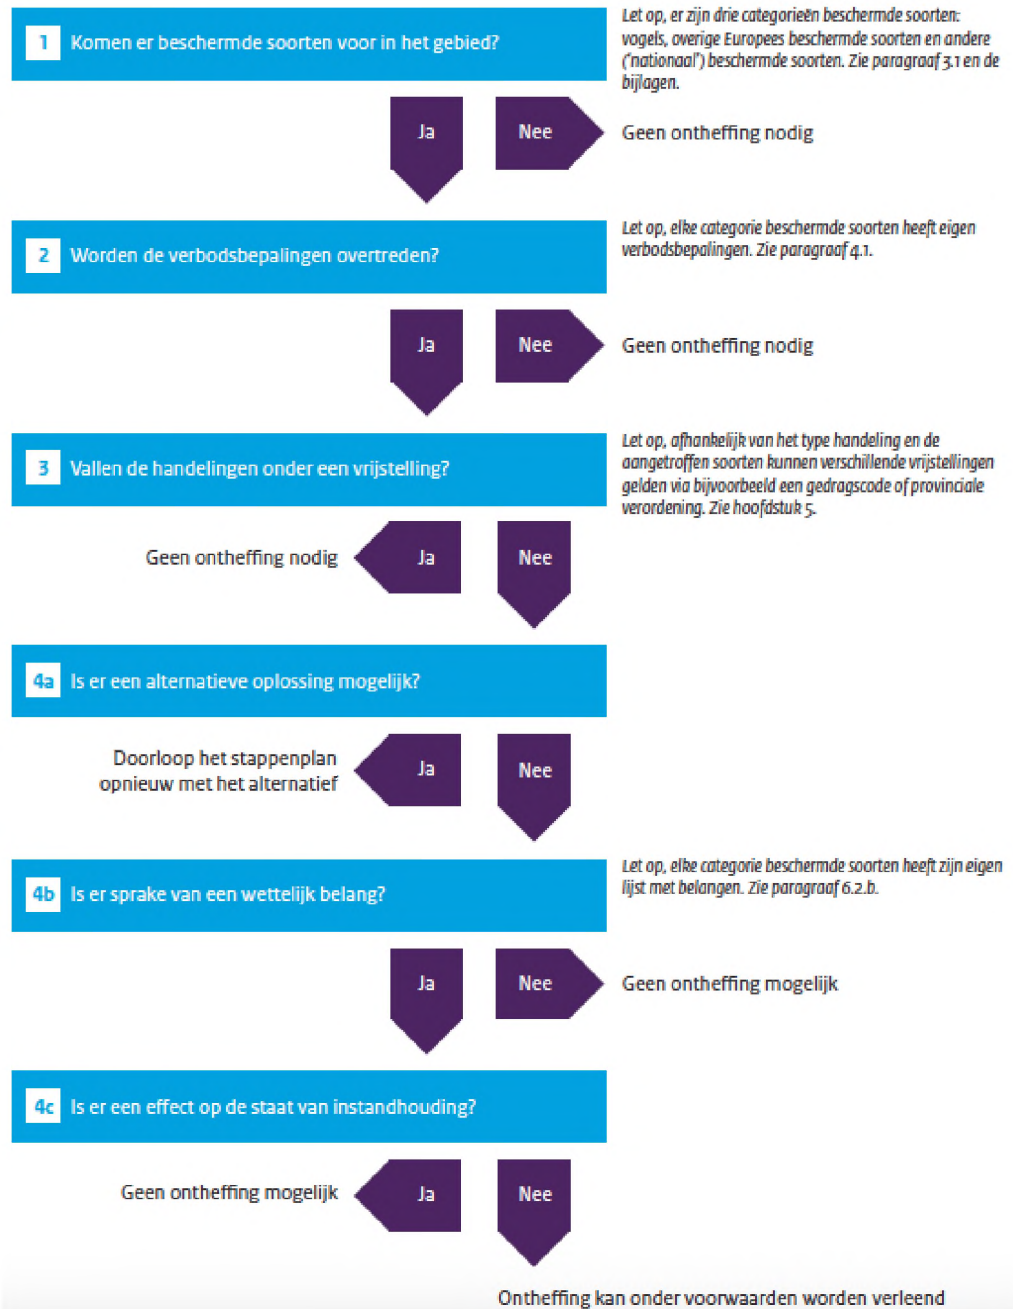 1 Komen er beschermde soorten voor in het gebied?
Let op, er zijn drie categorieën beschermde soorten:
vogels, overige Europees beschermde soorten en andere
('nationaal') beschermde soorten. Zie paragraaf 3.1 en de
bijlagen.
Ja
Nee
Geen ontheffing nodig
2 Worden de verbodsbepalingen overtreden?
Let op, elke categorie beschermde soorten heeft eigen
verbodsbepalingen. Zie paragraaf 4.1.
Ja
Nee
Geen ontheffing nodig
3 Vallen de handelingen onder een vrijstelling?
Let op, afhankelijk van het type handeling en de
aangetroffen soorten kunnen verschillende vrijstellingen
gelden via bijvoorbeeld een gedragscode of provinciale
verordening. Zie hoofdstuk 5.
Geen ontheffing nodig
Ja
Nee
4a Is er een alternatieve oplossing mogelijk?
Doorloop het stappenplan
opnieuw met het alternatief
Ja
Nee
4b Is er sprake van een wettelijk belang?
Let op, elke categorie beschermde soorten heeft zijn eigen
lijst met belangen. Zie paragraaf 6.2.b.
Ja
Nee
Geen ontheffing mogelijk
4c Is er een effect op de staat van instandhouding?
Geen ontheffing mogelijk
Ja
Nee
Ontheffing kan onder voorwaarden worden verleend